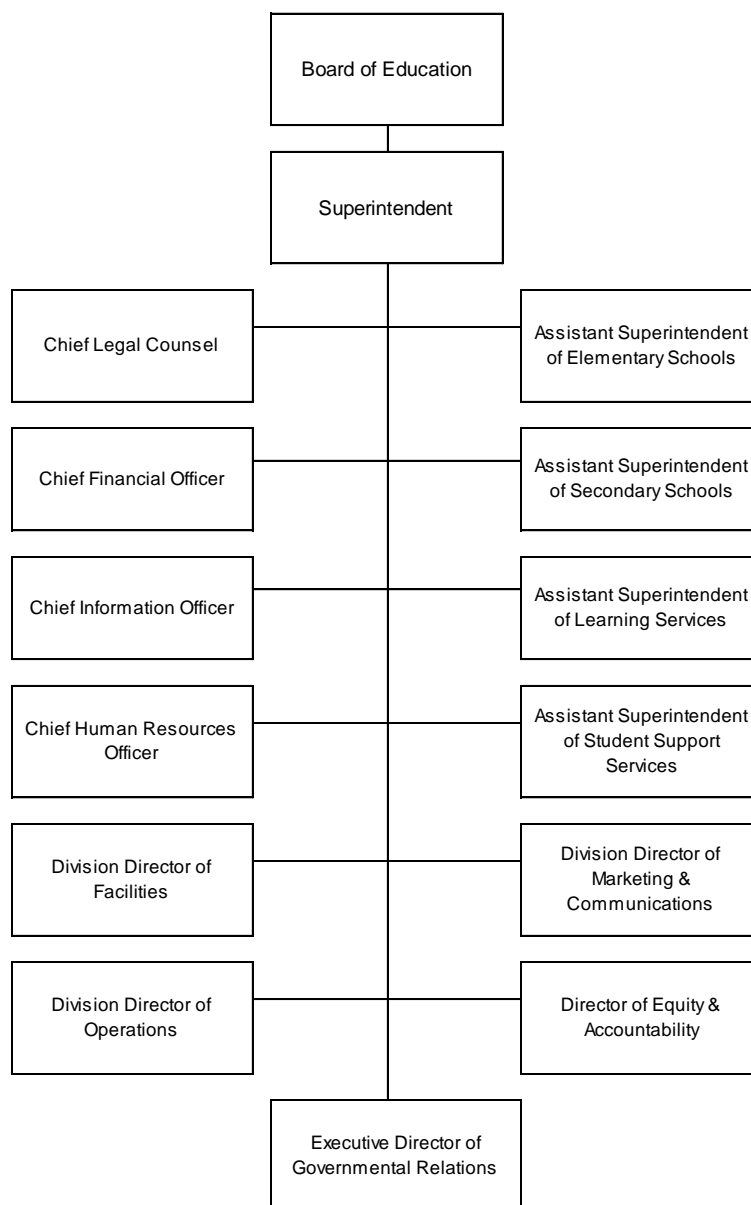 Board of Education
Superintendent
Chief Legal Counsel
Assistant Superintendent
of Elementary Schools
Chief Financial Officer
Assistant Superintendent
of Secondary Schools
Chief Information Officer
Assistant Superintendent
of Learning Services
Chief Human Resources
Officer
Assistant Superintendent
of Student Support
Services
Division Director of
Facilities
Division Director of
Marketing &
Communications
Division Director of
Operations
Director of Equity &
Accountability
Executive Director of
Governmental Relations